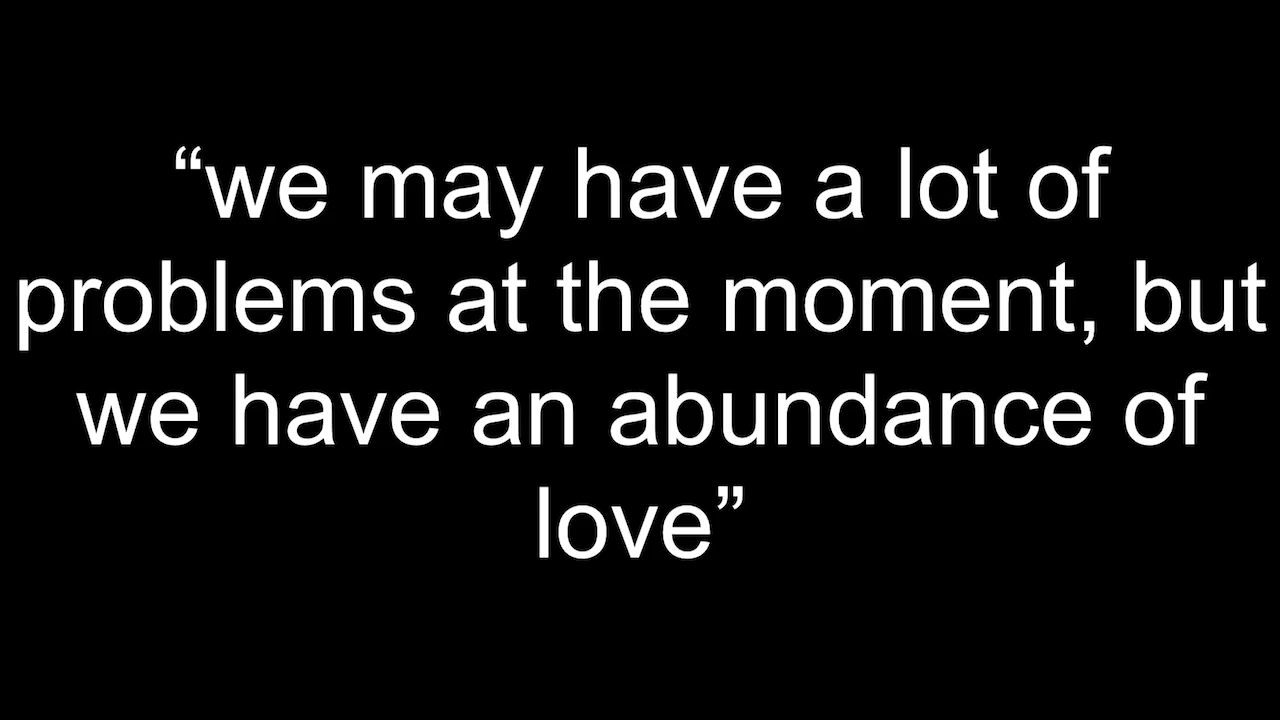 “we may have a lot of
problems at the moment, but
we have an abundance of
love”